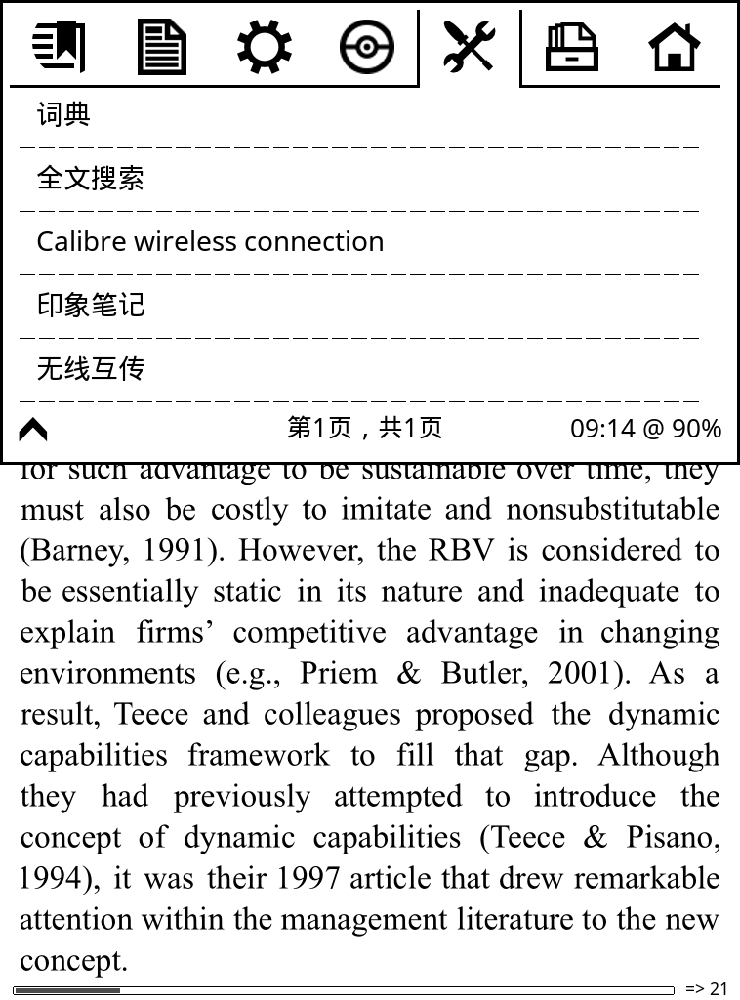 词典
全文搜索
Calibre wireless connection
印象笔记
无线互传
第1页，共1页 09:14 @ 90%
for such advantage to be sustainable over time, they
must also be costly to imitate and nonsubstitutable
(Barney, 1991). However, the RBV is considered to
be essentially static in its nature and inadequate to
explain firms’ competitive advantage in changing
environments (e.g., Priem & Butler, 2001). As a
result, Teece and colleagues proposed the dynamic
capabilities framework to fill that gap. Although
they had previously attempted to introduce the
concept of dynamic capabilities (Teece & Pisano,
1994), it was their 1997 article that drew remarkable
attention within the management literature to the new
concept.
=> 21